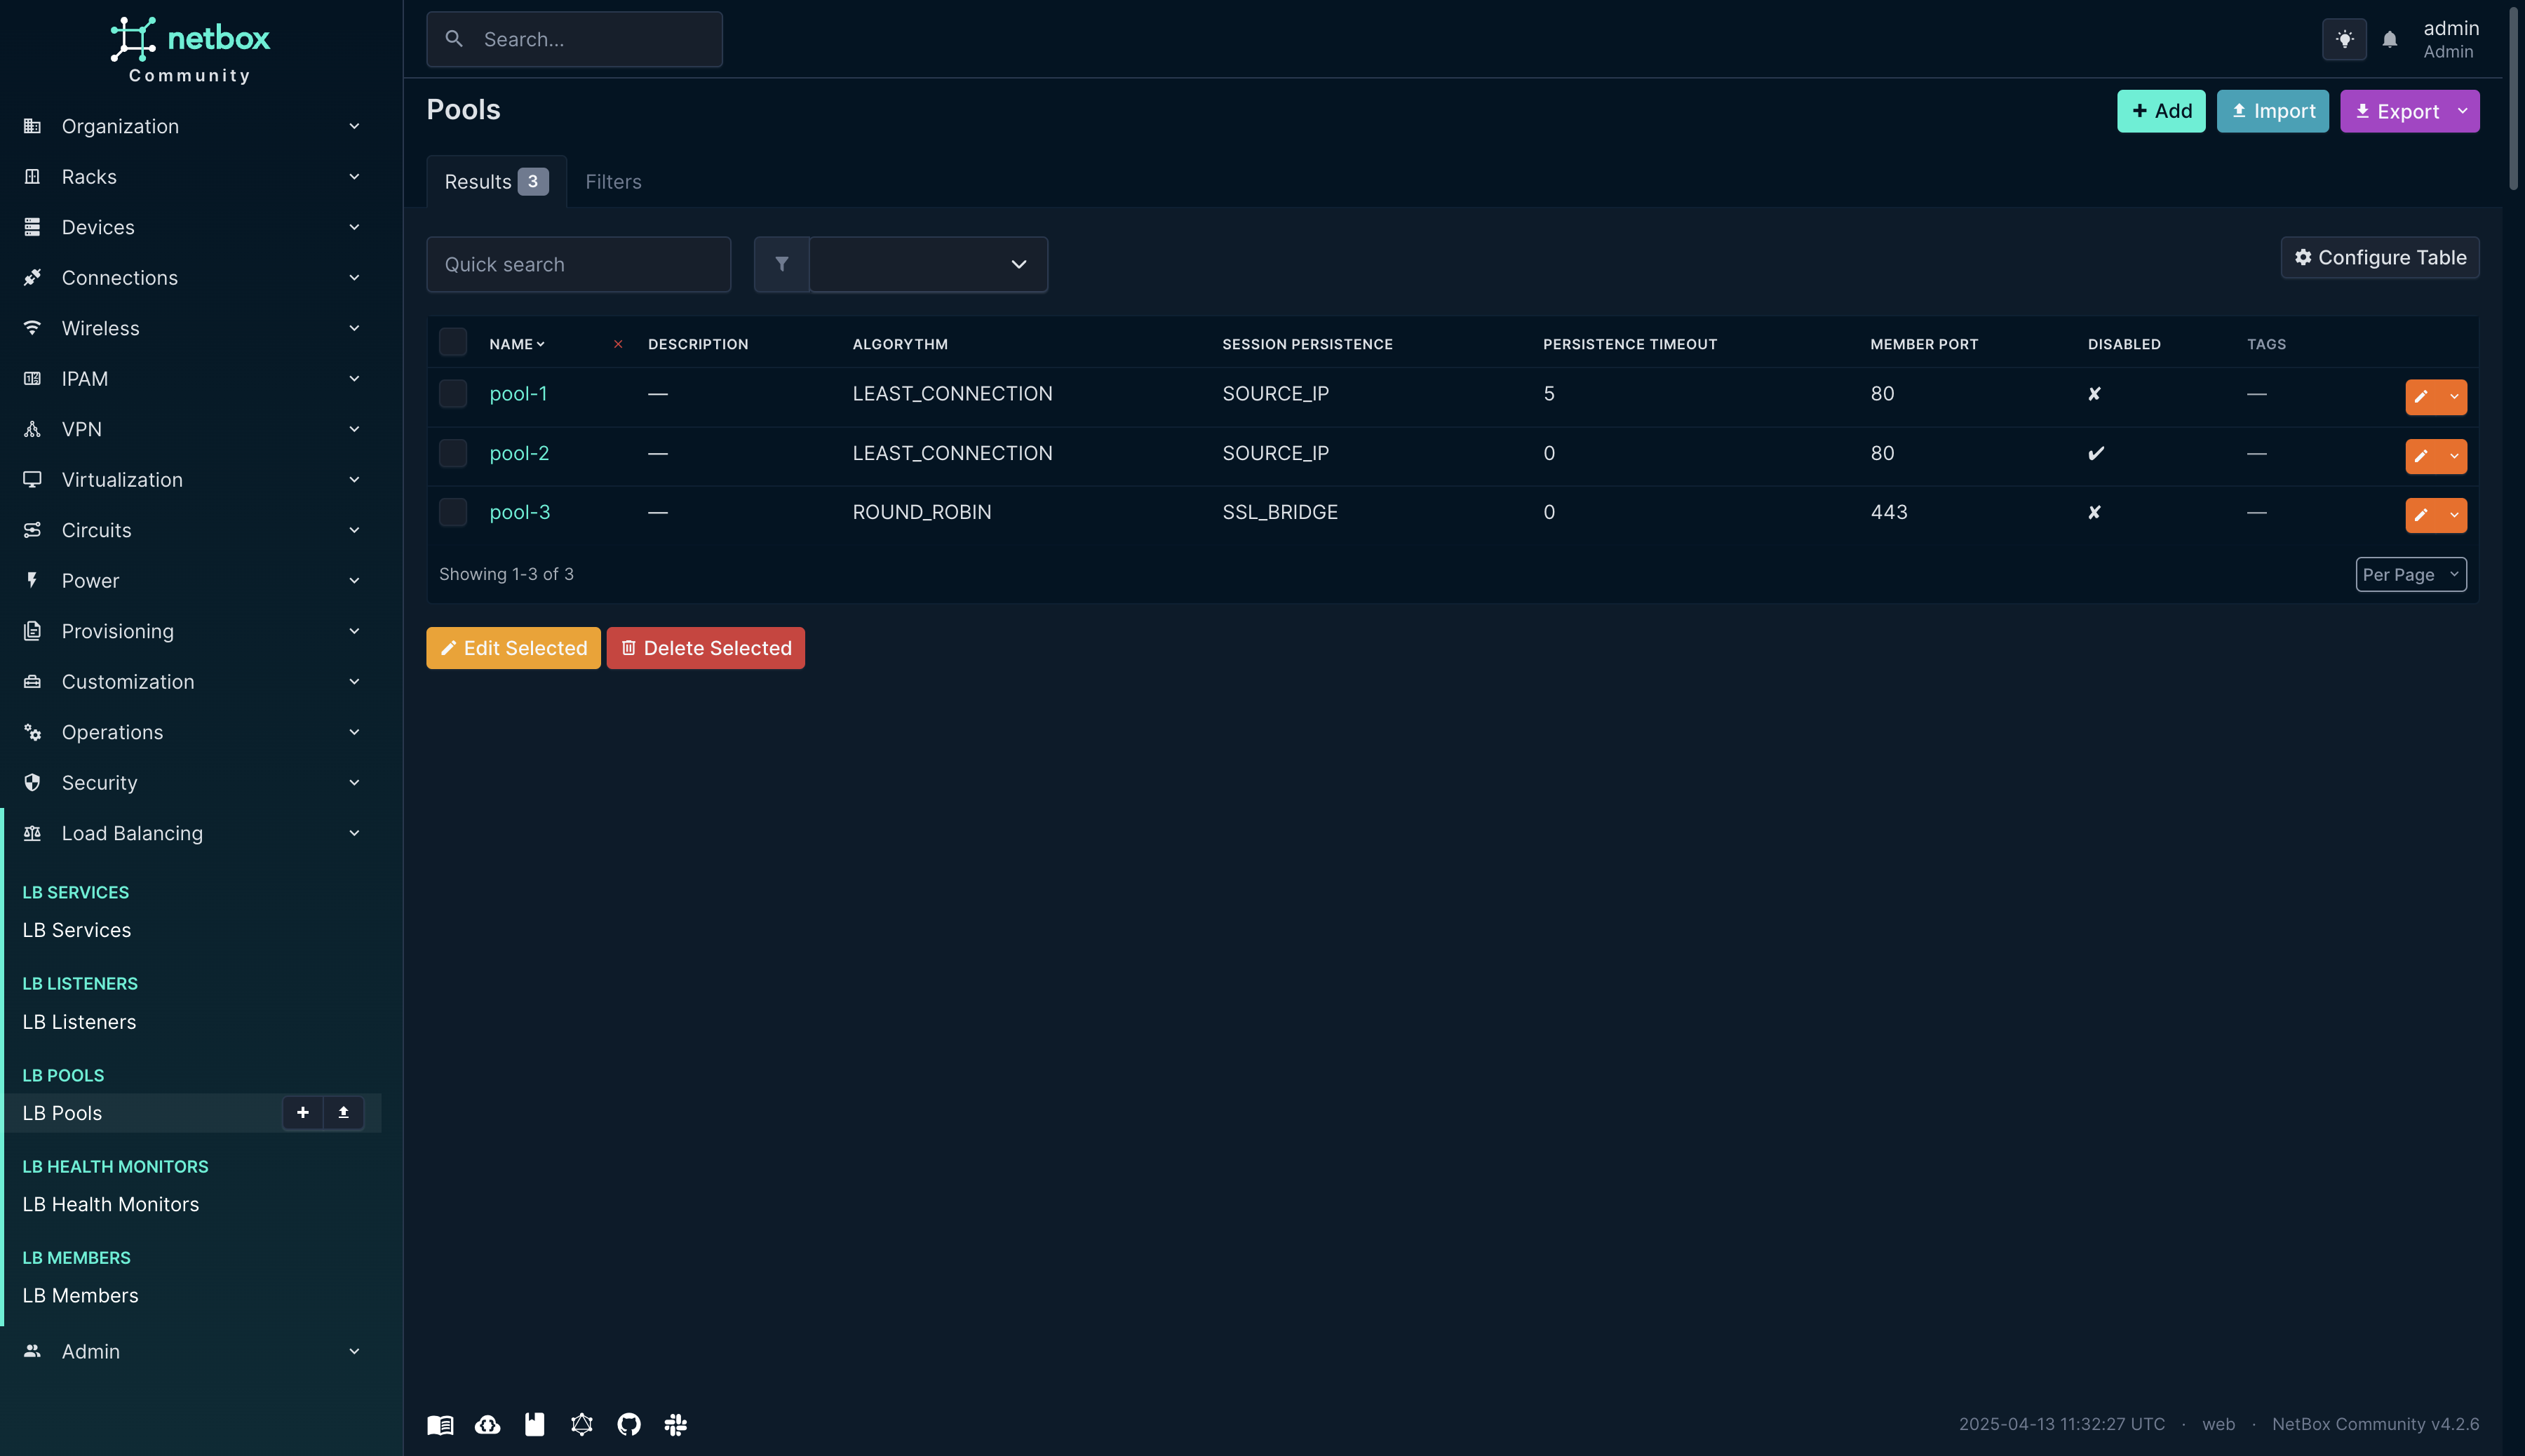 netbox
Community
Organization
Racks
Devices
Connections
Wireless
IPAM
VPN
Virtualization
Circuits
Power
Provisioning
Customization
Operations
Security
Load Balancing
LB SERVICES
LB Services
LB LISTENERS
LB Listeners
LB POOLS
LB Pools
LB HEALTH MONITORS
LB Health Monitors
LB MEMBERS
LB Members
Admin
Search...
admin
Admin
Pools
Add Import Export
Results 3 Filters
Quick search
Configure Table
NAME DESCRIPTION ALGORYTHM SESSION PERSISTENCE PERSISTENCE TIMEOUT MEMBER PORT DISABLED TAGS
pool-1 — LEAST_CONNECTION SOURCE_IP 5 80 ✘ —
pool-2 — LEAST_CONNECTION SOURCE_IP 0 80 ✔ —
pool-3 — ROUND_ROBIN SSL_BRIDGE 0 443 ✘ —
Showing 1-3 of 3
Per Page
Edit Selected Delete Selected
2025-04-13 11:32:27 UTC · web · NetBox Community v4.2.6